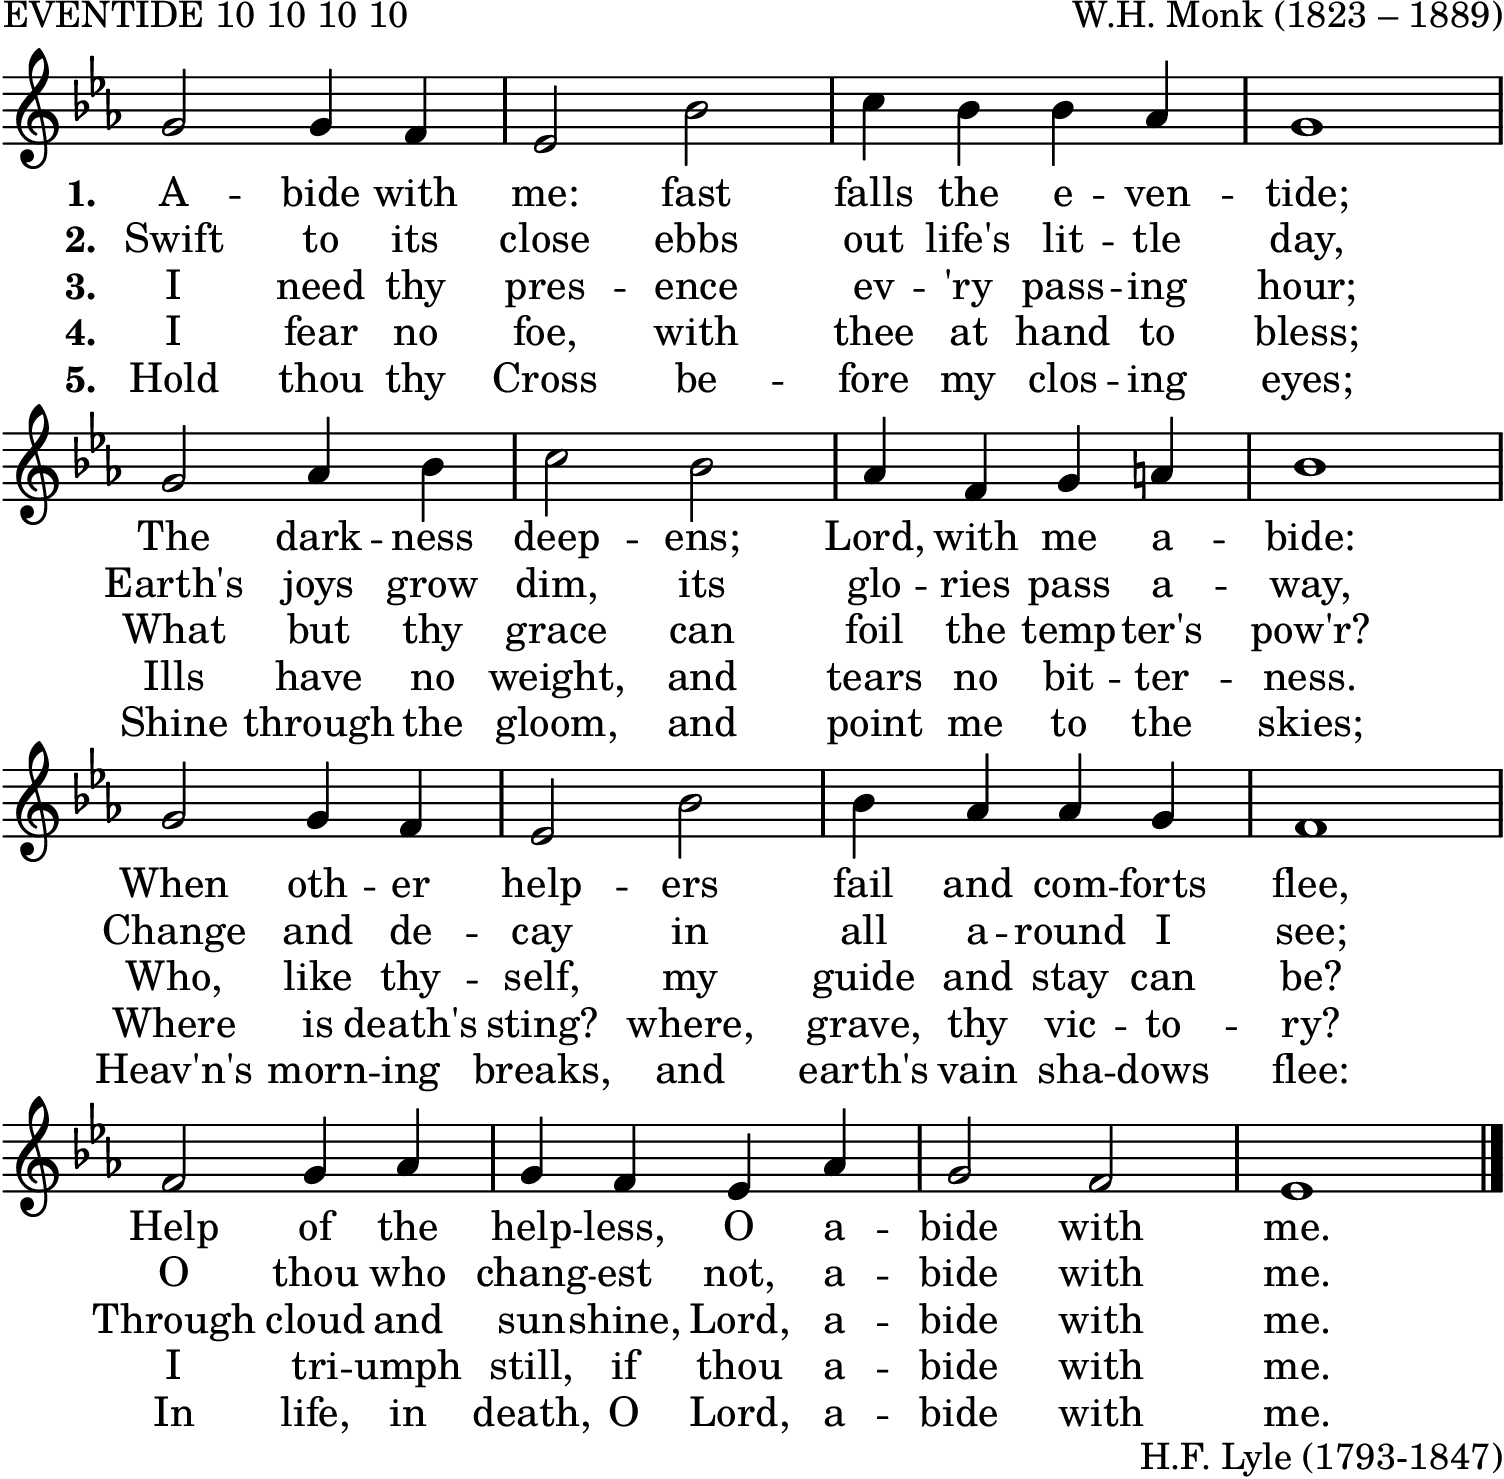 EVENTIDE 10 10 10 10 W.H. Monk (1823 – 1889)
1. A -- bide with me: fast falls the e -- ven -- tide;
2. Swift to its close ebbs out life's lit -- tle day,
3. I need thy pres -- ence ev -- 'ry pass -- ing hour;
4. I fear no foe, with thee at hand to bless;
5. Hold thou thy Cross be -- fore my clos -- ing eyes;
The dark -- ness deep -- ens; Lord, with me a -- bide:
Earth's joys grow dim, its glo -- ries pass a -- way,
What but thy grace can foil the temp ter's pow'r?
Ills have no weight, and tears no bit -- ter -- ness.
Shine through the gloom, and point me to the skies;
When oth -- er help -- ers fail and com -- forts flee,
Change and de -- cay in all a -- round I see;
Who, like thy -- self, my guide and stay can be?
Where is death's sting? where, grave, thy vic -- to -- ry?
Heav'n's morn -- ing breaks, and earth's vain sha -- dows flee:
Help of the help -- less, O a -- bide with me.
O thou who chang -- est not, a -- bide with me.
Through cloud and sunshine, Lord, a -- bide with me.
I tri -- umph still, if thou a -- bide with me.
In life, in death, O Lord, a -- bide with me.
H.F. Lyle (1793-1847)